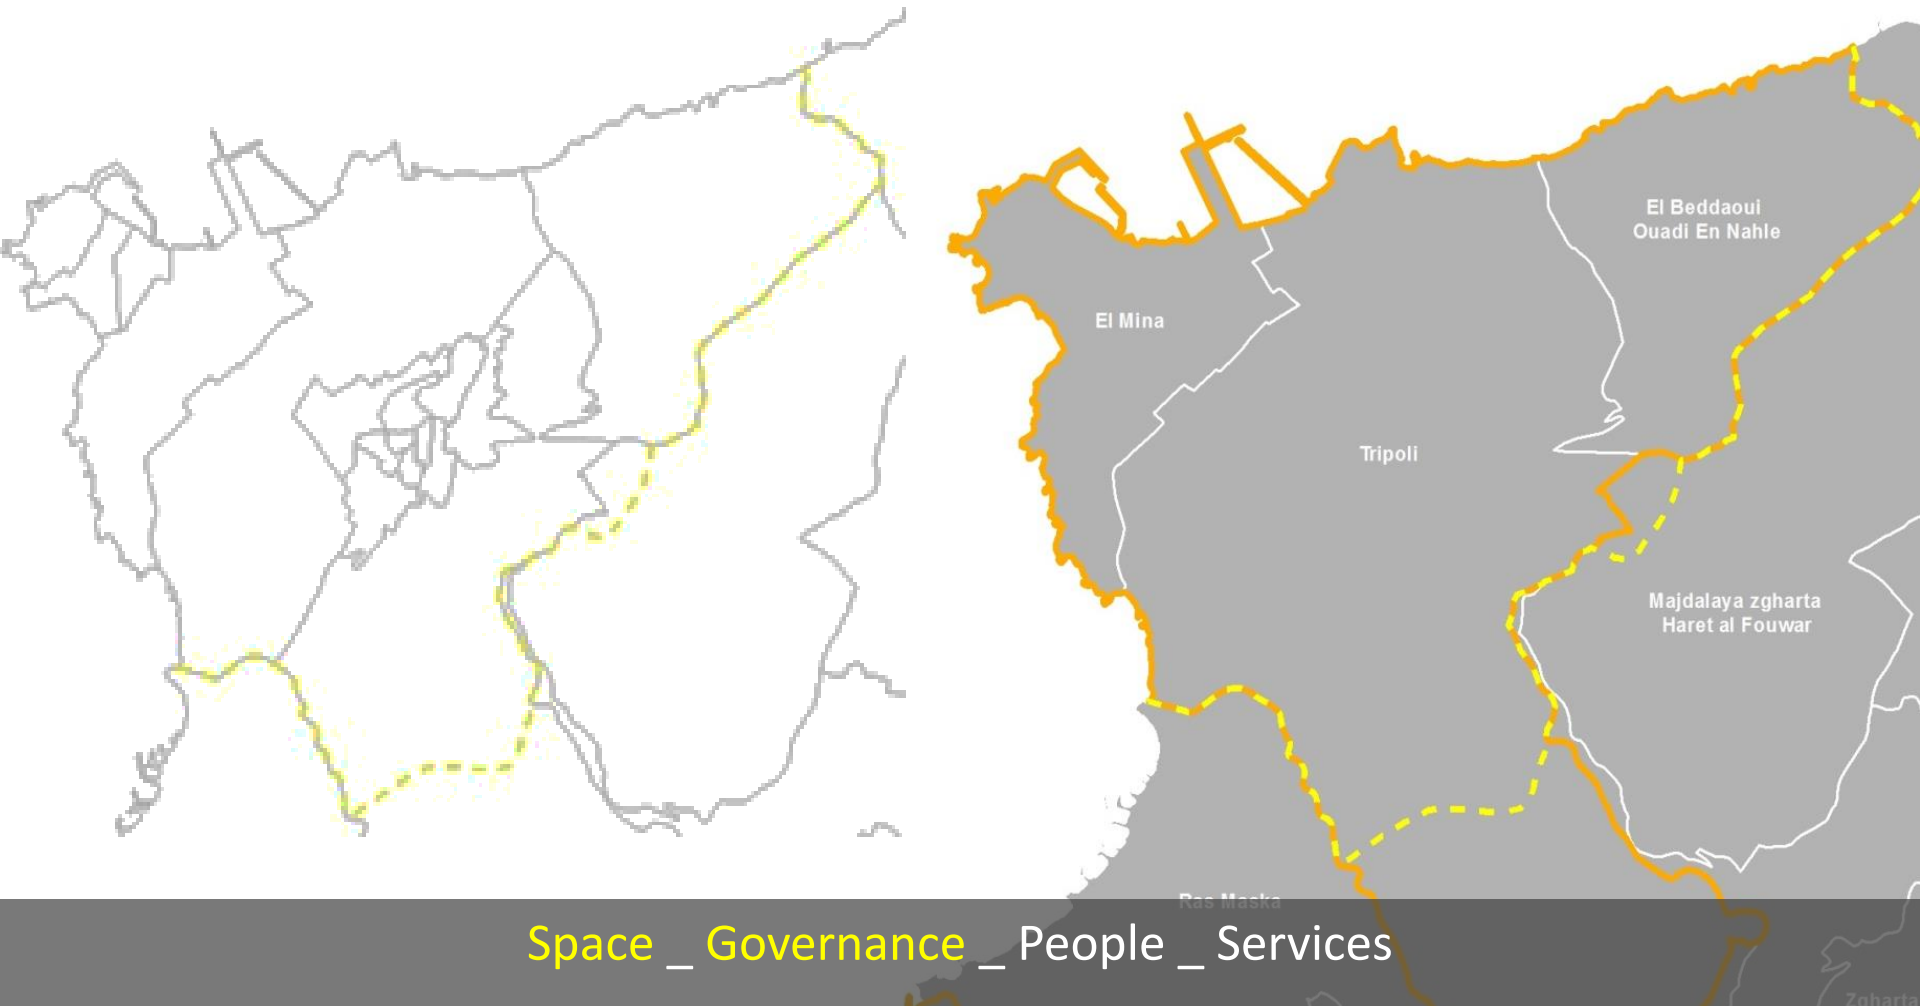 El Beddaoui
Ouadi En Nahle
El Mina
Tripoli
Majdalaya zgharta
Haret al Fouwar
Ras Maska
Space _ Governance _ People _ Services
Zgharta